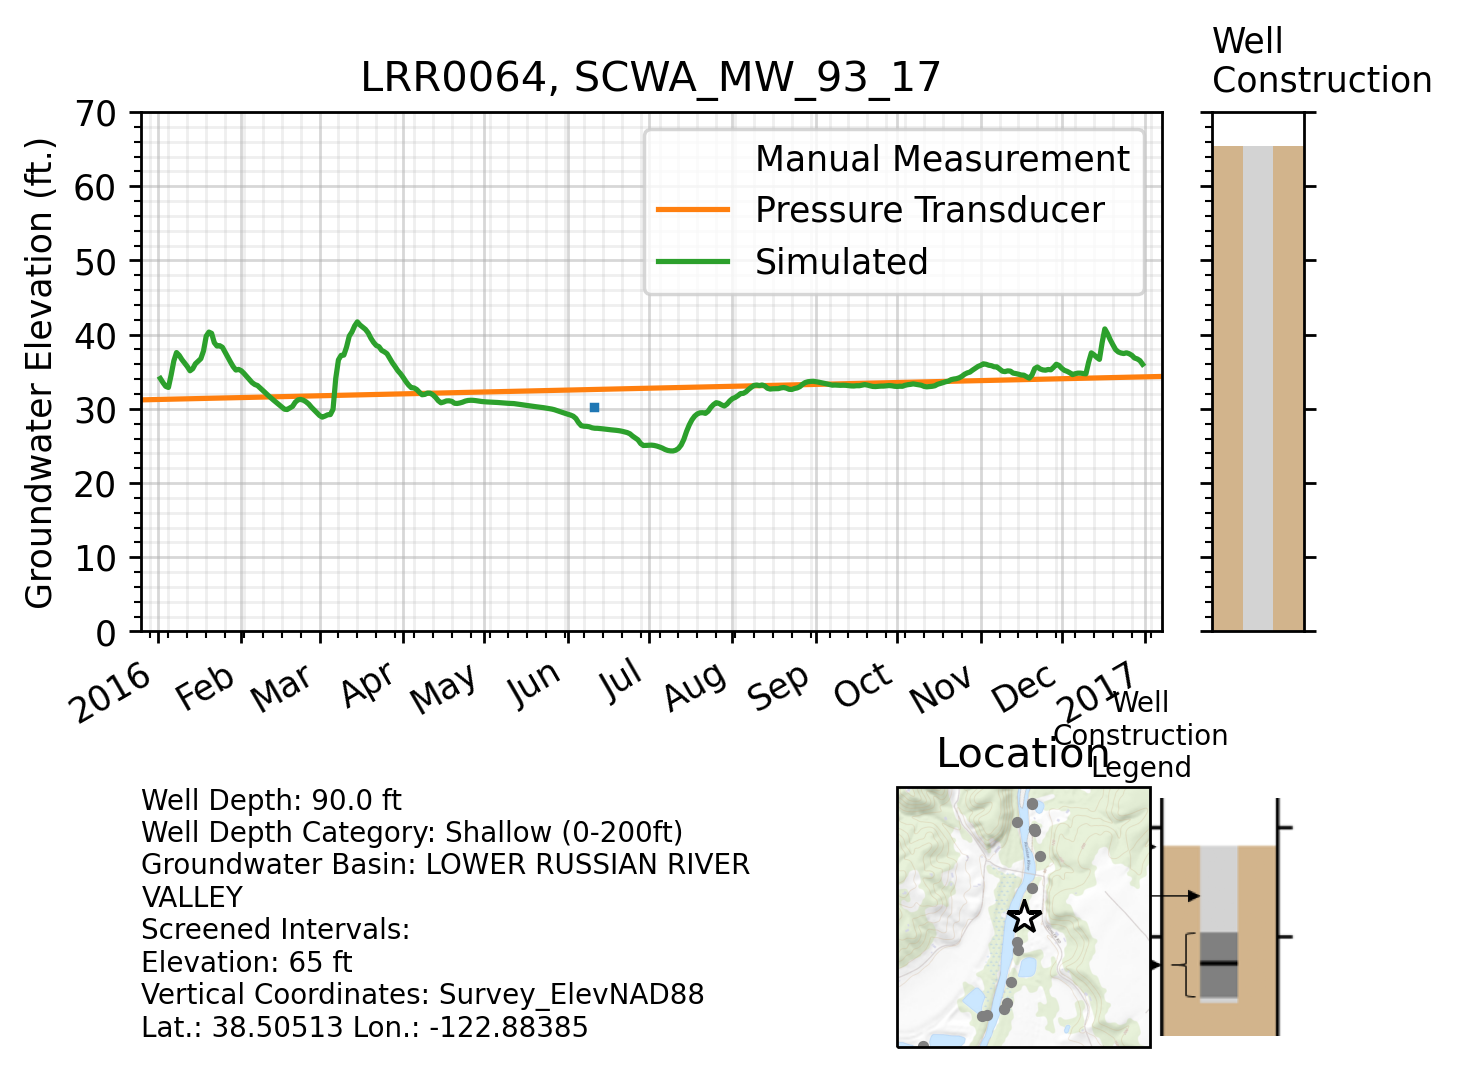 Well
Construction
LRR0064, SCWA_MW_93_17
Groundwater Elevation (ft.)
70
60
50
40
30
20
10
0
Manual Measurement
Pressure Transducer
Simulated
2016 Feb Mar Apr May Jun Jul Aug Sep Oct Nov Dec 2017
Well
Construction
Legend
Location
Well Depth: 90.0 ft
Well Depth Category: Shallow (0-200ft)
Groundwater Basin: LOWER RUSSIAN RIVER
VALLEY
Screened Intervals:
Elevation: 65 ft
Vertical Coordinates: Survey_ElevNAD88
Lat.: 38.50513 Lon.: -122.88385